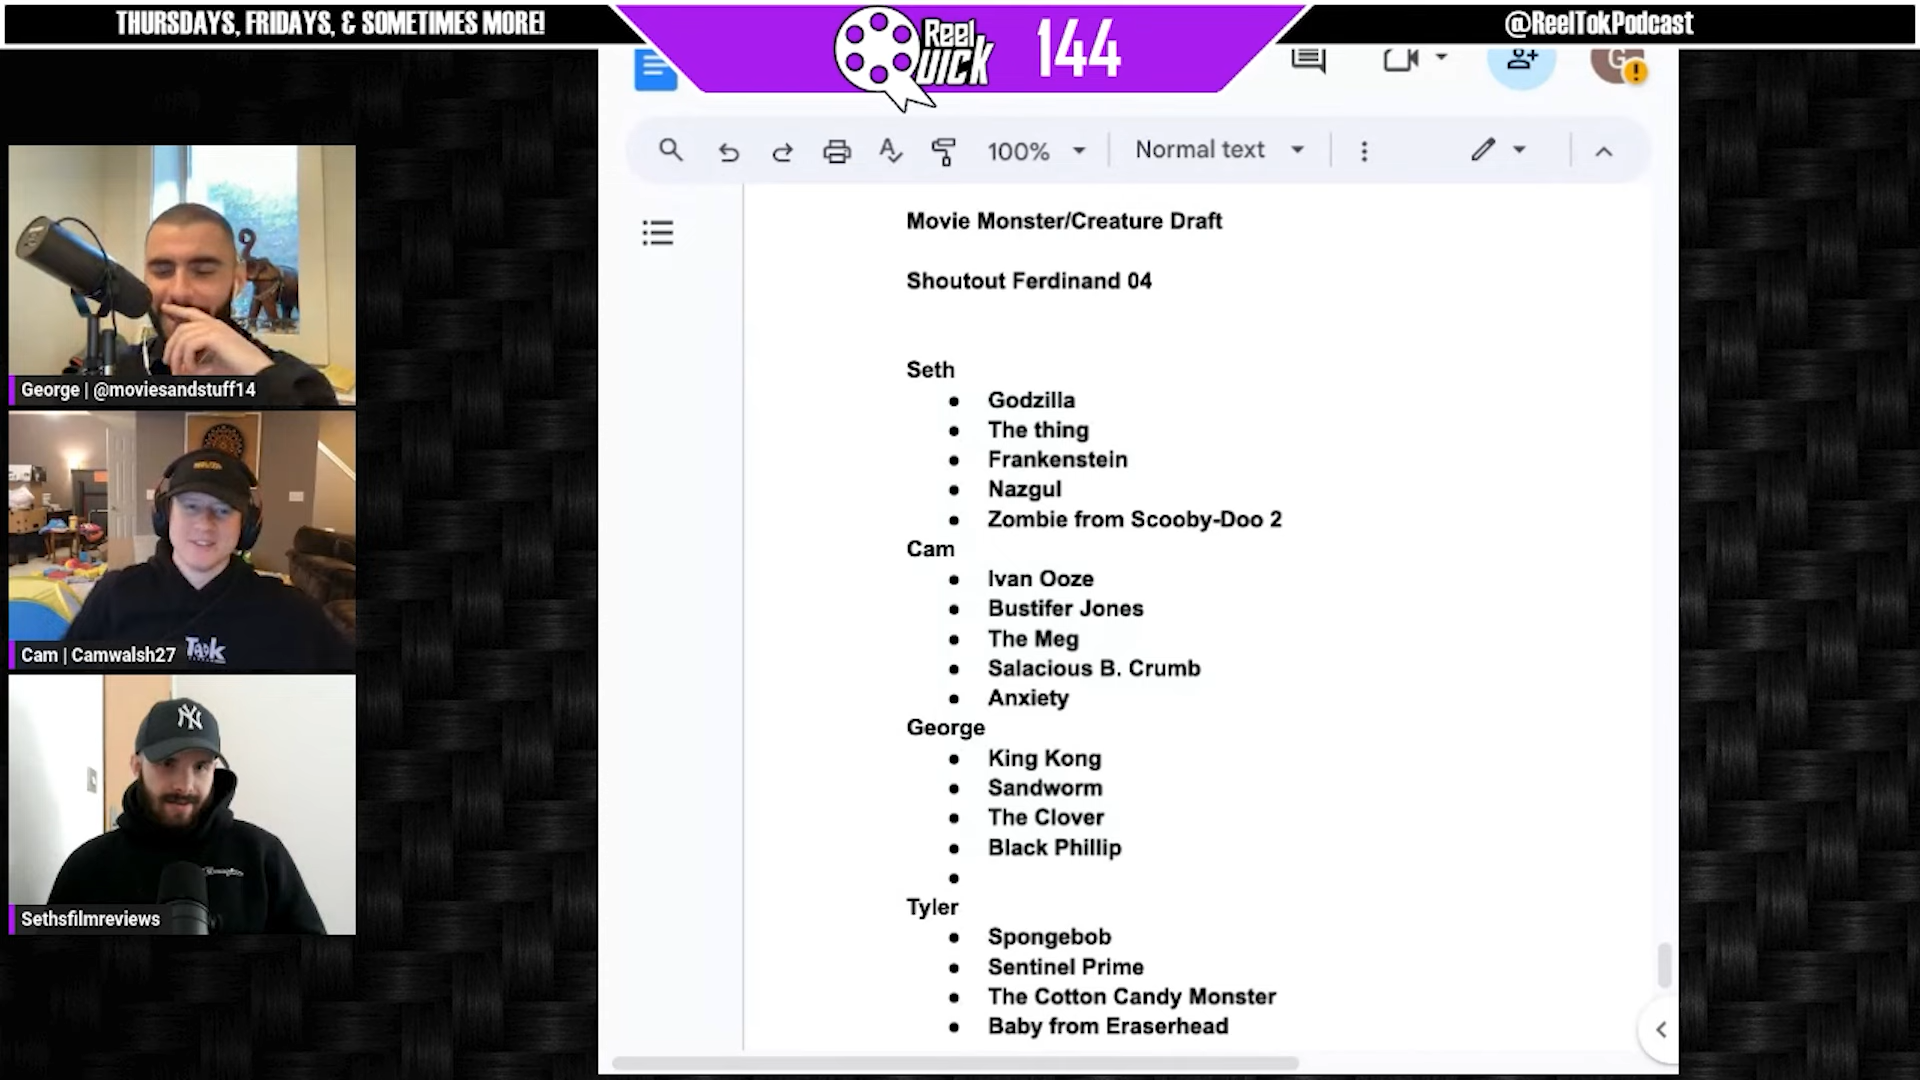 THURSDAYS, FRIDAYS, & SOMETIMES MORE!
Reel
Quick
144
@ReelTokPodcast
G
!
100%
Normal text
Movie Monster/Creature Draft
Shoutout Ferdinand 04
Seth
Godzilla
The thing
Frankenstein
Nazgul
Zombie from Scooby-Doo 2
Cam
Ivan Ooze
Bustifer Jones
The Meg
Salacious B. Crumb
Anxiety
George
King Kong
Sandworm
The Clover
Black Phillip
Tyler
Spongebob
Sentinel Prime
The Cotton Candy Monster
Baby from Eraserhead
George | @moviesandstuff14
Cam | Camwalsh27
Tok
NY
Champion
Sethsfilmreviews